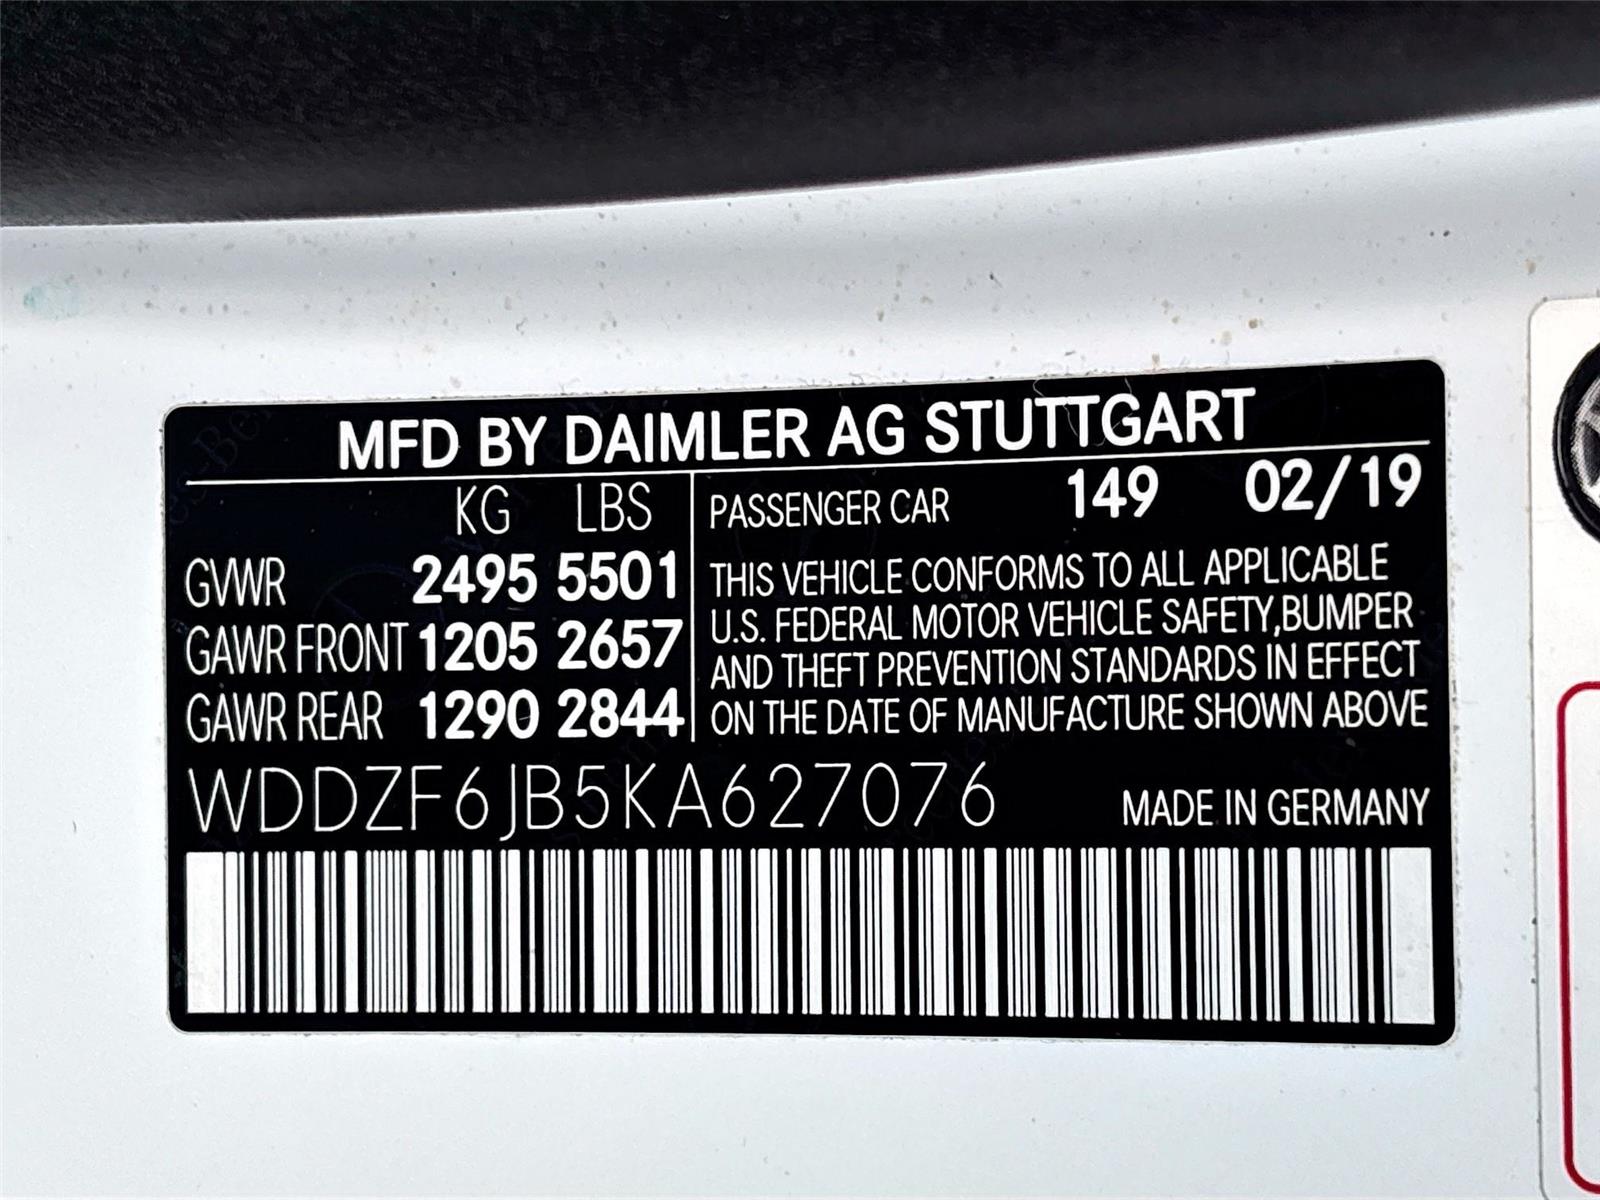 MFD BY DAIMLER AG STUTTGART
KG LBS
GVWR 2495 5501
GAWR FRONT 1205 2657
GAWR REAR 1290 2844
PASSENGER CAR 149 02/19
THIS VEHICLE CONFORMS TO ALL APPLICABLE
U.S. FEDERAL MOTOR VEHICLE SAFETY,BUMPER
AND THEFT PREVENTION STANDARDS IN EFFECT
ON THE DATE OF MANUFACTURE SHOWN ABOVE
WDDZF6JB5KA627076 MADE IN GERMANY